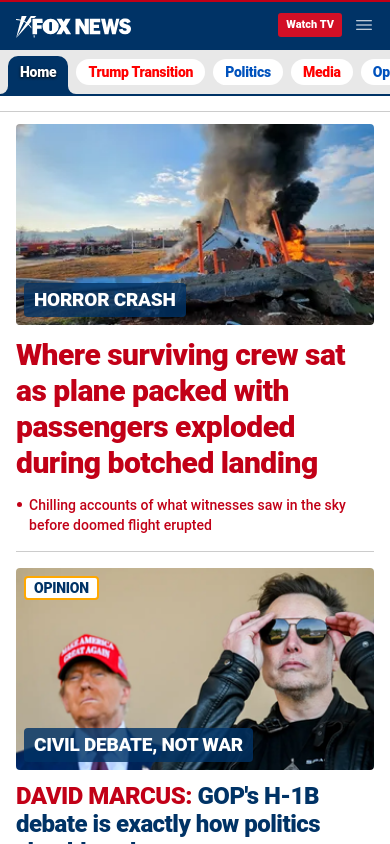 FOX NEWS
Watch TV
Home
Trump Transition
Politics
Media
Op
HORROR CRASH
Where surviving crew sat
as plane packed with
passengers exploded
during botched landing
• Chilling accounts of what witnesses saw in the sky
before doomed flight erupted
OPINION
MAKE AMERICA
GREAT AGAIN
CIVIL DEBATE, NOT WAR
DAVID MARCUS: GOP's H-1B
debate is exactly how politics